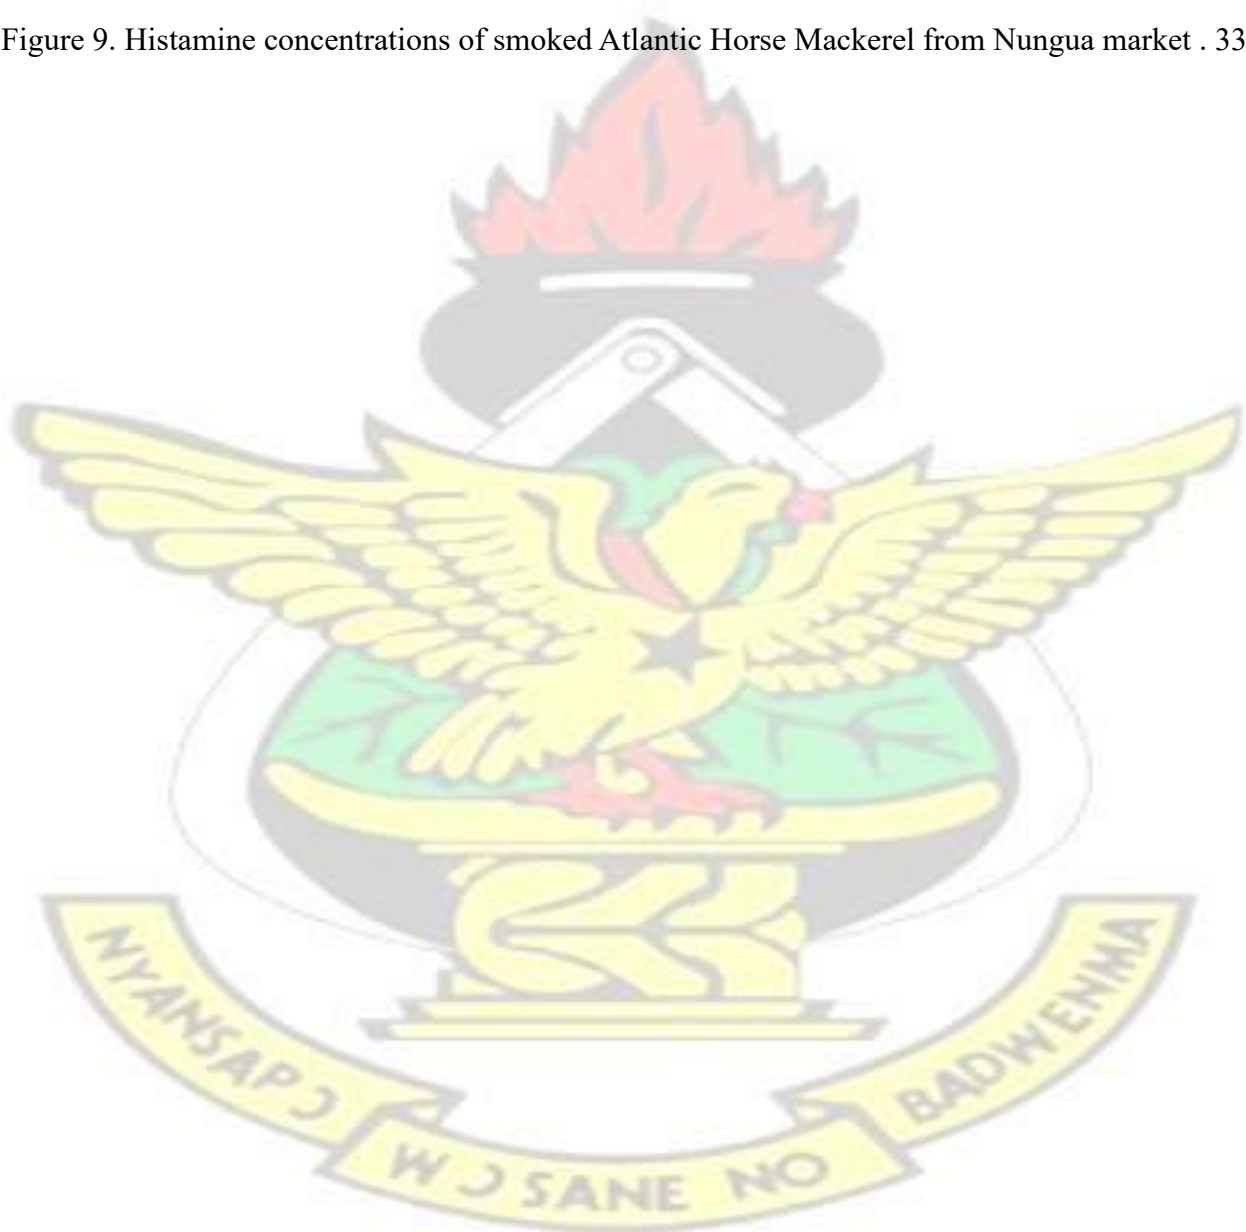 Figure 9. Histamine concentrations of smoked Atlantic Horse Mackerel from Nungua market . 33
NYANSAPƆ
WƆSANE NO
BADWENMA